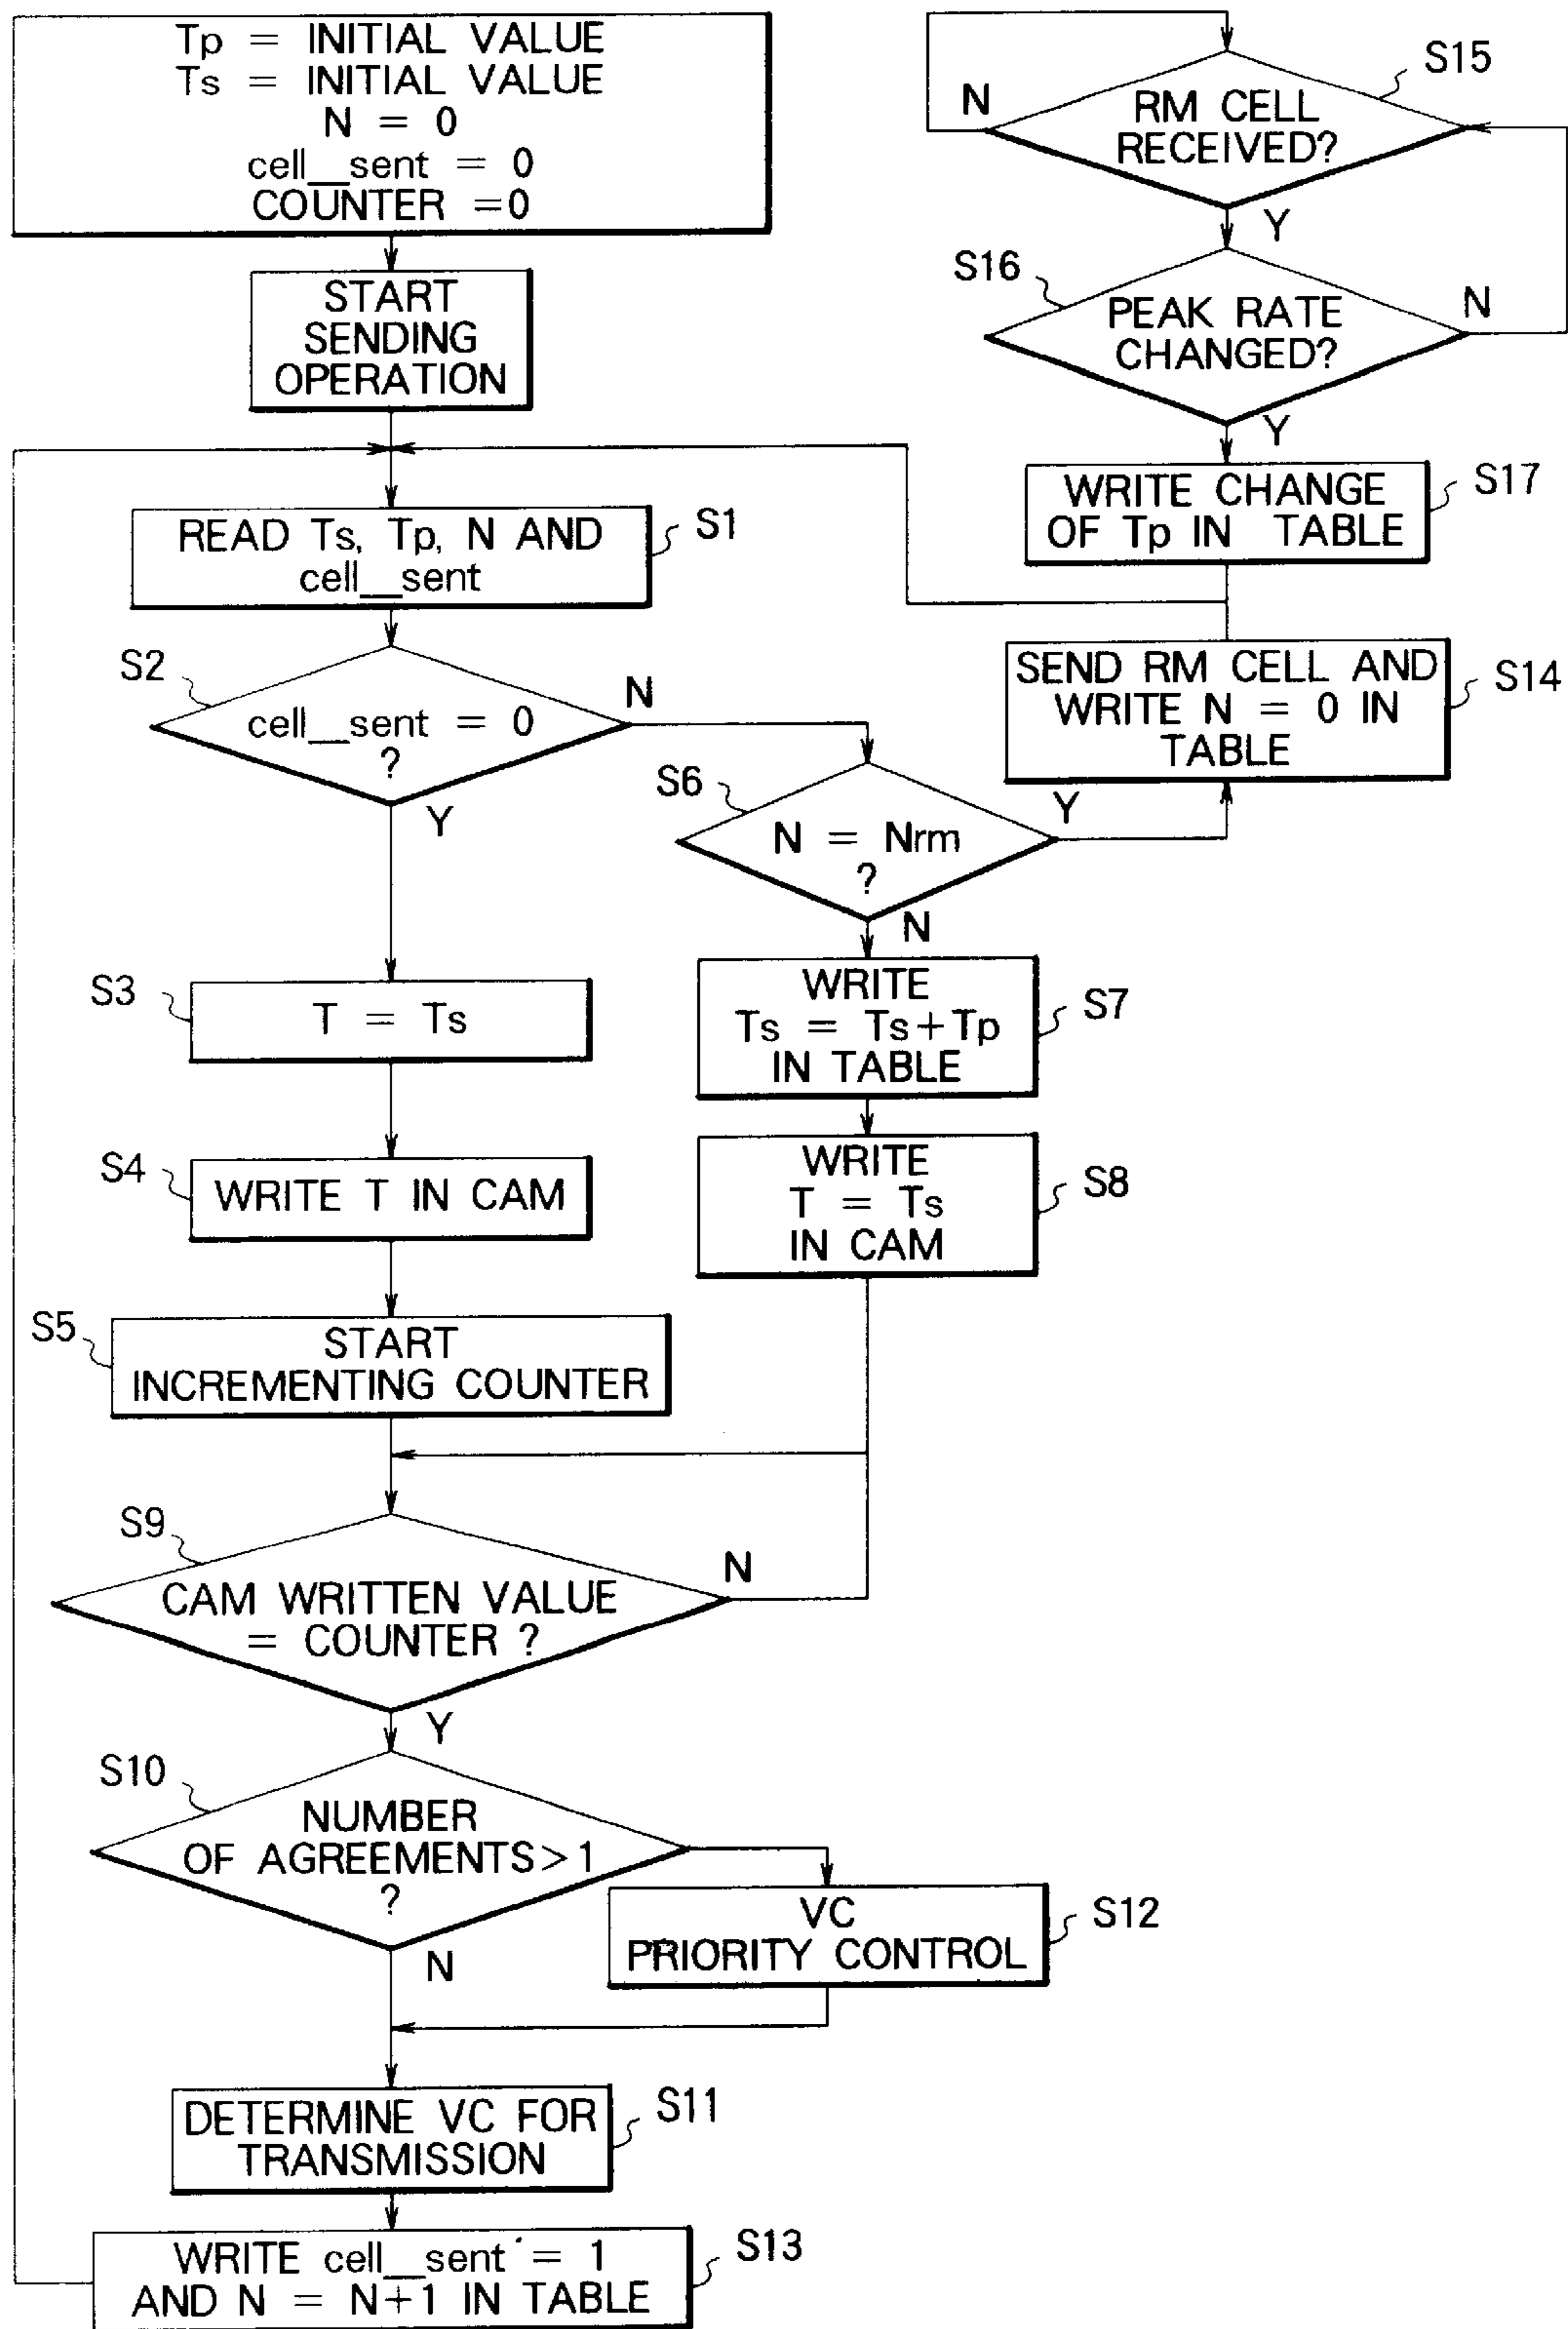 Tp = INITIAL VALUE
Ts = INITIAL VALUE
N = 0
cell__sent = 0
COUNTER =0
START
SENDING
OPERATION
READ Ts, Tp, N AND
cell__sent
S1
S2
cell__sent = 0
?
N
Y
S3
T = Ts
S4
WRITE T IN CAM
S5
START
INCREMENTING COUNTER
S6
N = Nrm
?
Y
N
WRITE
Ts = Ts+Tp
IN TABLE
S7
WRITE
T = Ts
IN CAM
S8
S9
CAM WRITTEN VALUE
= COUNTER ?
N
Y
S10
NUMBER
OF AGREEMENTS>1
?
N
VC
PRIORITY CONTROL
S12
DETERMINE VC FOR
TRANSMISSION
S11
WRITE cell__sent = 1
AND N = N+1 IN TABLE
S13
S15
N
RM CELL
RECEIVED?
Y
S16
PEAK RATE
CHANGED?
N
Y
WRITE CHANGE
OF Tp IN TABLE
S17
SEND RM CELL AND
WRITE N = 0 IN
TABLE
S14